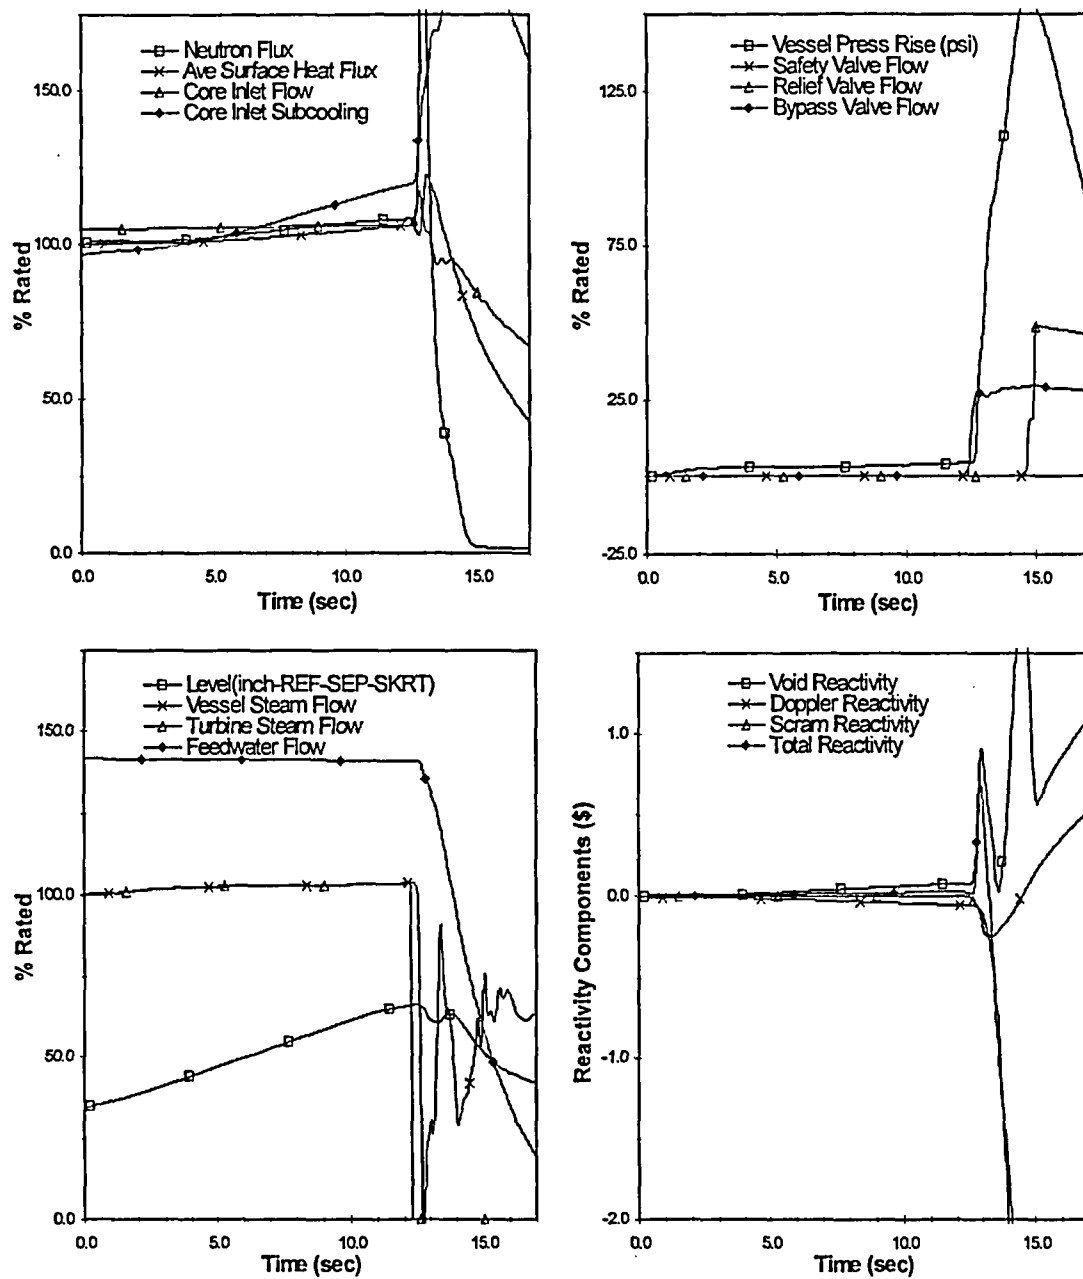 Neutron Flux
Ave Surface Heat Flux
Core Inlet Flow
Core Inlet Subcooling
150.0
100.0
50.0
0.0
% Rated
0.0 5.0 10.0 15.0
Time (sec)
Vessel Press Rise (psi)
Safety Valve Flow
Relief Valve Flow
Bypass Valve Flow
125.0
75.0
25.0
-25.0
% Rated
0.0 5.0 10.0 15.0
Time (sec)
Level(inch-REF-SEP-SKRT)
Vessel Steam Flow
Turbine Steam Flow
Feedwater Flow
150.0
100.0
50.0
0.0
% Rated
0.0 5.0 10.0 15.0
Time (sec)
Void Reactivity
Doppler Reactivity
Scram Reactivity
Total Reactivity
1.0
0.0
-1.0
-2.0
Reactivity Components ($)
0.0 5.0 10.0 15.0
Time (sec)